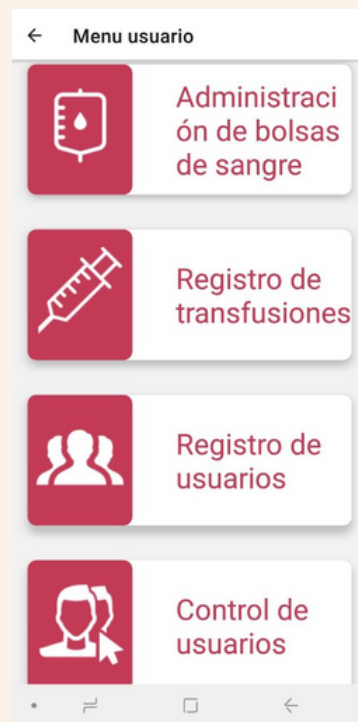 Menu usuario
Administraci
ón de bolsas
de sangre
Registro de
transfusiones
Registro de
usuarios
Control de
usuarios